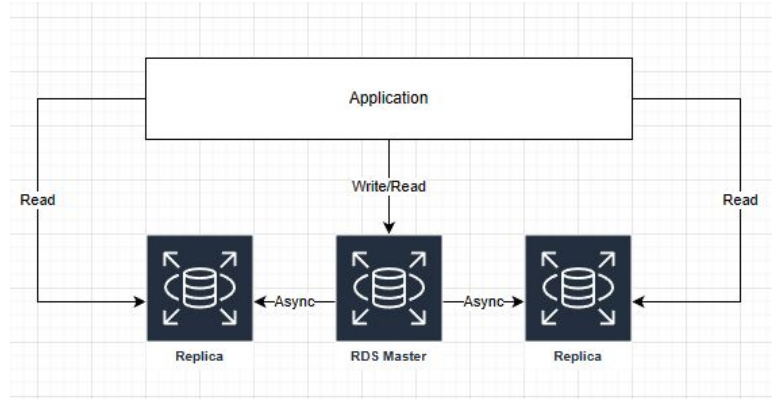 Application
Write/Read
Read
Read
Async
Async
Replica
RDS Master
Replica